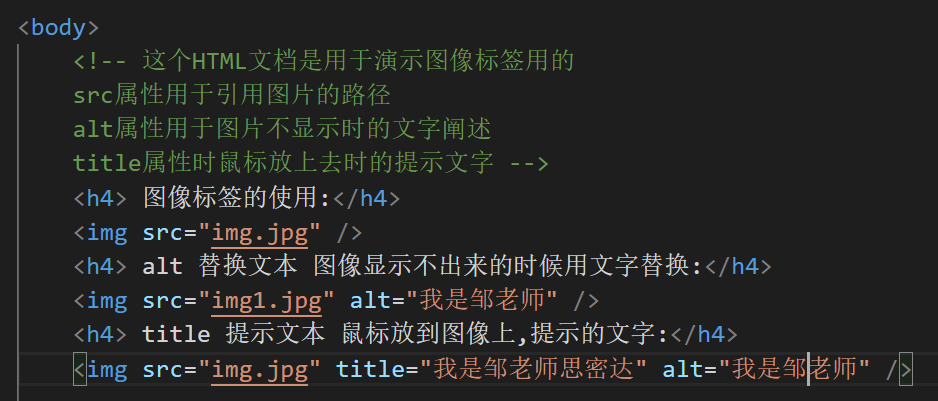 <body>
<!-- 这个HTML文档是用于演示图像标签用的
src属性用于引用图片的路径
alt属性用于图片不显示时的文字阐述
title属性时鼠标放上去时的提示文字 -->
<h4> 图像标签的使用:</h4>
<img src="img.jpg" />
<h4> alt 替换文本 图像显示不出来的时候用文字替换:</h4>
<img src="img1.jpg" alt="我是邹老师" />
<h4> title 提示文本 鼠标放到图像上,提示的文字:</h4>
<img src="img.jpg" title="我是邹老师思密达" alt="我是邹老师" />